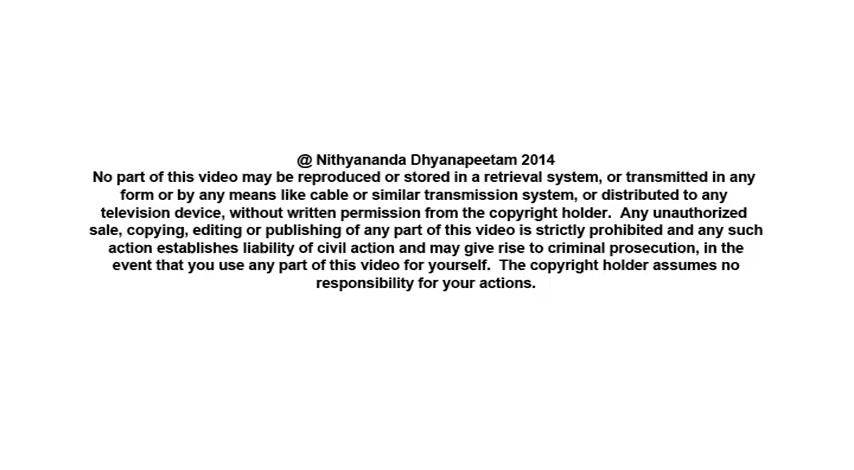 @ Nithyananda Dhyanapeetam 2014
No part of this video may be reproduced or stored in a retrieval system, or transmitted in any
form or by any means like cable or similar transmission system, or distributed to any
television device, without written permission from the copyright holder.  Any unauthorized
sale, copying, editing or publishing of any part of this video is strictly prohibited and any such
action establishes liability of civil action and may give rise to criminal prosecution, in the
event that you use any part of this video for yourself.  The copyright holder assumes no
responsibility for your actions.